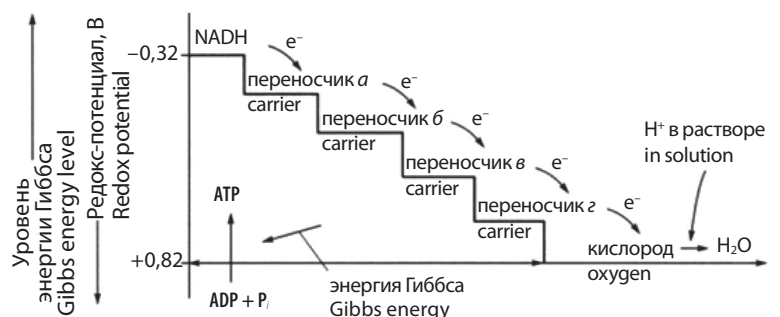 Уровень
энергии Гиббса
Gibbs energy level
Редокс-потенциал, В
Redox potential
–0,32
+0,82
NADH
e⁻
переносчик а
carrier
e⁻
переносчик б
carrier
e⁻
переносчик в
carrier
e⁻
переносчик г
carrier
e⁻
H⁺ в растворе
in solution
кислород
oxygen
H₂O
ATP
ADP + Pᵢ
энергия Гиббса
Gibbs energy